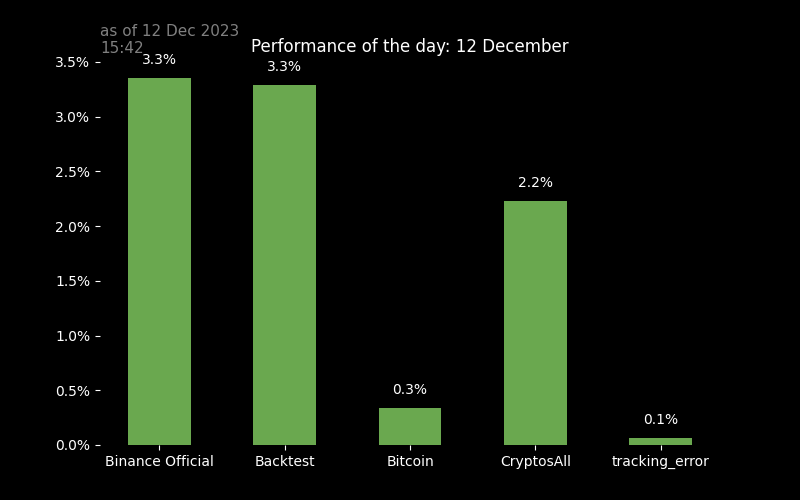 as of 12 Dec 2023
15:42
Performance of the day: 12 December
3.5%
3.0%
2.5%
2.0%
1.5%
1.0%
0.5%
0.0%
3.3%
3.3%
0.3%
2.2%
0.1%
Binance Official
Backtest
Bitcoin
CryptosAll
tracking_error